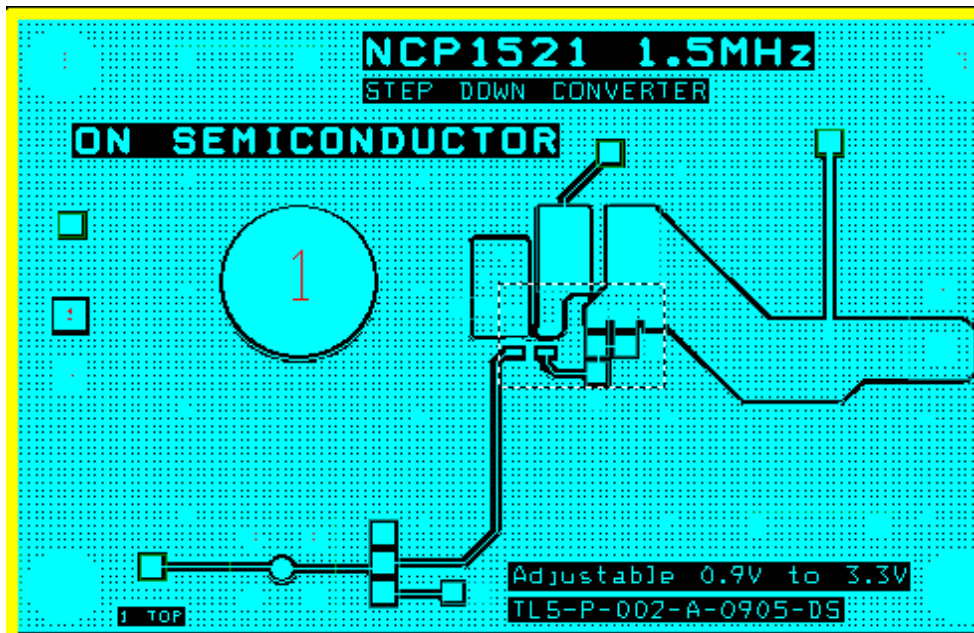 NCP1521 1.5MHz
STEP DOWN CONVERTER
ON SEMICONDUCTOR
1
1
Adjustable 0.9V to 3.3V
TLS-P-002-A-0905-DS
1 TOP